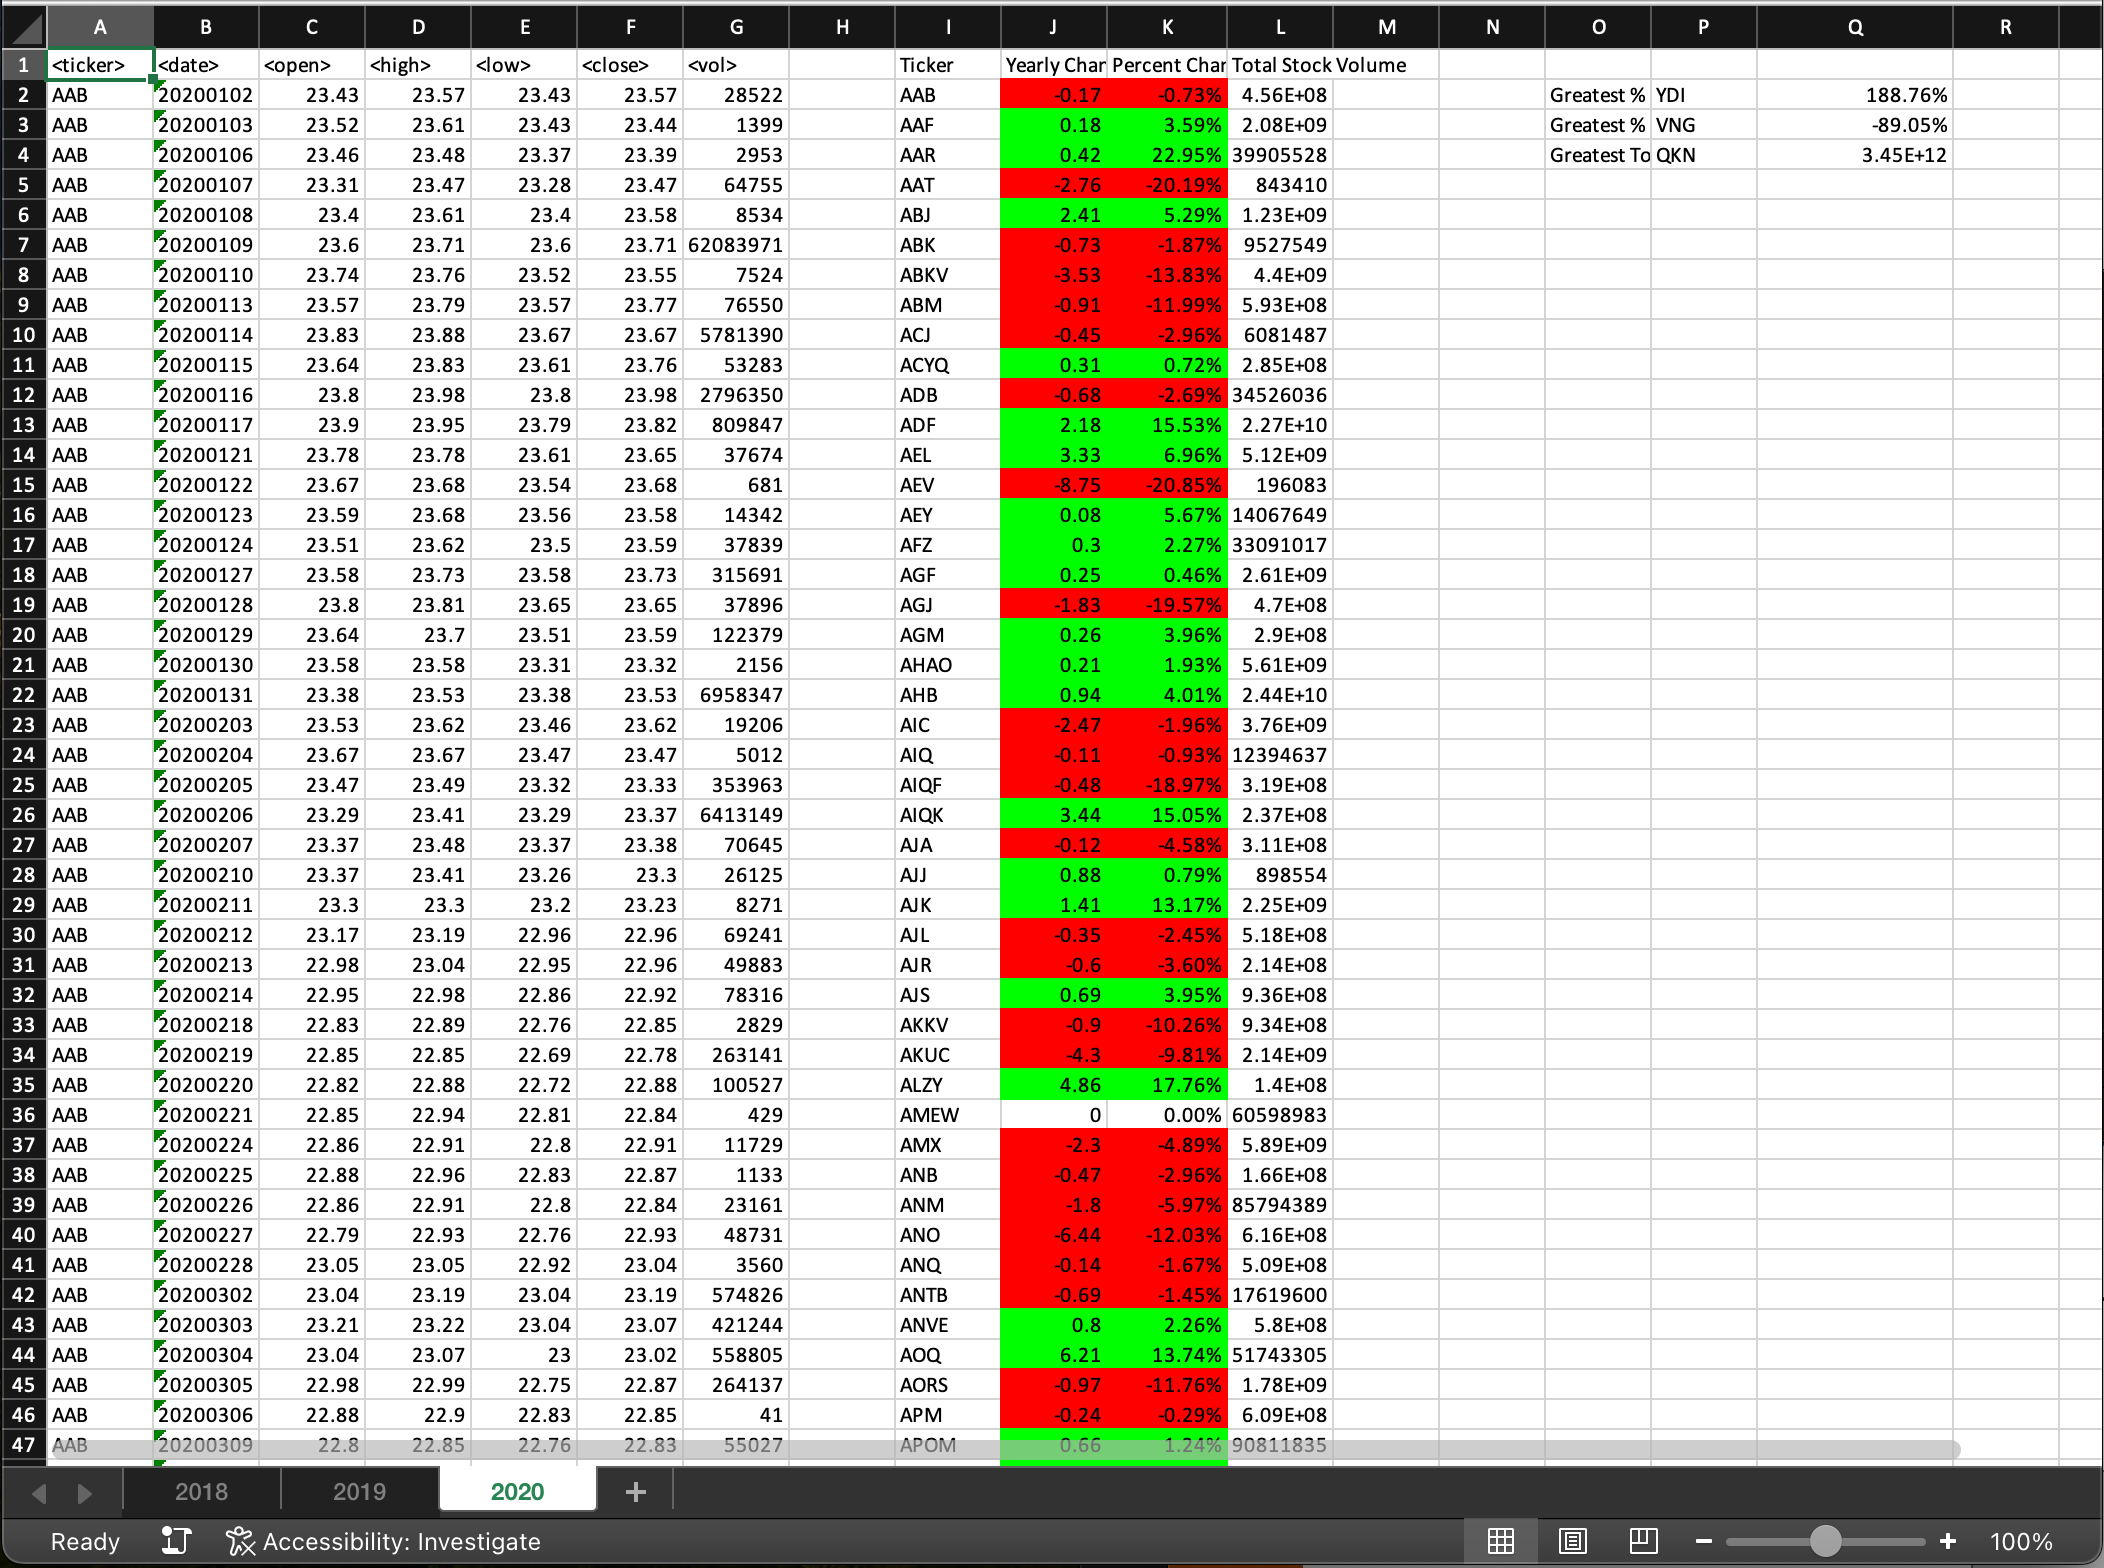 A B C D E F G H I J K L M N O P Q R
1 <ticker> <date> <open> <high> <low> <close> <vol> Ticker Yearly Char Percent Char Total Stock Volume
2 AAB 20200102 23.43 23.57 23.43 23.57 28522 AAB -0.17 -0.73% 4.56E+08 Greatest % YDI 188.76%
3 AAB 20200103 23.52 23.61 23.43 23.44 1399 AAF 0.18 3.59% 2.08E+09 Greatest % VNG -89.05%
4 AAB 20200106 23.46 23.48 23.37 23.39 2953 AAR 0.42 22.95% 39905528 Greatest To QKN 3.45E+12
5 AAB 20200107 23.31 23.47 23.28 23.47 64755 AAT -2.76 -20.19% 843410
6 AAB 20200108 23.4 23.61 23.4 23.58 8534 ABJ 2.41 5.29% 1.23E+09
7 AAB 20200109 23.6 23.71 23.6 23.71 62083971 ABK -0.73 -1.87% 9527549
8 AAB 20200110 23.74 23.76 23.52 23.55 7524 ABKV -3.53 -13.83% 4.4E+09
9 AAB 20200113 23.57 23.79 23.57 23.77 76550 ABM -0.91 -11.99% 5.93E+08
10 AAB 20200114 23.83 23.88 23.67 23.67 5781390 ACJ -0.45 -2.96% 6081487
11 AAB 20200115 23.64 23.83 23.61 23.76 53283 ACYQ 0.31 0.72% 2.85E+08
12 AAB 20200116 23.8 23.98 23.8 23.98 2796350 ADB -0.68 -2.69% 34526036
13 AAB 20200117 23.9 23.95 23.79 23.82 809847 ADF 2.18 15.53% 2.27E+10
14 AAB 20200121 23.78 23.78 23.61 23.65 37674 AEL 3.33 6.96% 5.12E+09
15 AAB 20200122 23.67 23.68 23.54 23.68 681 AEV -8.75 -20.85% 196083
16 AAB 20200123 23.59 23.68 23.56 23.58 14342 AEY 0.08 5.67% 14067649
17 AAB 20200124 23.51 23.62 23.5 23.59 37839 AFZ 0.3 2.27% 33091017
18 AAB 20200127 23.58 23.73 23.58 23.73 315691 AGF 0.25 0.46% 2.61E+09
19 AAB 20200128 23.8 23.81 23.65 23.65 37896 AGJ -1.83 -19.57% 4.7E+08
20 AAB 20200129 23.64 23.7 23.51 23.59 122379 AGM 0.26 3.96% 2.9E+08
21 AAB 20200130 23.58 23.58 23.31 23.32 2156 AHAO 0.21 1.93% 5.61E+09
22 AAB 20200131 23.38 23.53 23.38 23.53 6958347 AHB 0.94 4.01% 2.44E+10
23 AAB 20200203 23.53 23.62 23.46 23.62 19206 AIC -2.47 -1.96% 3.76E+09
24 AAB 20200204 23.67 23.67 23.47 23.47 5012 AIQ -0.11 -0.93% 12394637
25 AAB 20200205 23.47 23.49 23.32 23.33 353963 AIQF -0.48 -18.97% 3.19E+08
26 AAB 20200206 23.29 23.41 23.29 23.37 6413149 AIQK 3.44 15.05% 2.37E+08
27 AAB 20200207 23.37 23.48 23.37 23.38 70645 AJA -0.12 -4.58% 3.11E+08
28 AAB 20200210 23.37 23.41 23.26 23.3 26125 AJJ 0.88 0.79% 898554
29 AAB 20200211 23.3 23.3 23.2 23.23 8271 AJK 1.41 13.17% 2.25E+09
30 AAB 20200212 23.17 23.19 22.96 22.96 69241 AJL -0.35 -2.45% 5.18E+08
31 AAB 20200213 22.98 23.04 22.95 22.96 49883 AJR -0.6 -3.60% 2.14E+08
32 AAB 20200214 22.95 22.98 22.86 22.92 78316 AJS 0.69 3.95% 9.36E+08
33 AAB 20200218 22.83 22.89 22.76 22.85 2829 AKKV -0.9 -10.26% 9.34E+08
34 AAB 20200219 22.85 22.85 22.69 22.78 263141 AKUC -4.3 -9.81% 2.14E+09
35 AAB 20200220 22.82 22.88 22.72 22.88 100527 ALZY 4.86 17.76% 1.4E+08
36 AAB 20200221 22.85 22.94 22.81 22.84 429 AMEW 0 0.00% 60598983
37 AAB 20200224 22.86 22.91 22.8 22.91 11729 AMX -2.3 -4.89% 5.89E+09
38 AAB 20200225 22.88 22.96 22.83 22.87 1133 ANB -0.47 -2.96% 1.66E+08
39 AAB 20200226 22.86 22.91 22.8 22.84 23161 ANM -1.8 -5.97% 85794389
40 AAB 20200227 22.79 22.93 22.76 22.93 48731 ANO -6.44 -12.03% 6.16E+08
41 AAB 20200228 23.05 23.05 22.92 23.04 3560 ANQ -0.14 -1.67% 5.09E+08
42 AAB 20200302 23.04 23.19 23.04 23.19 574826 ANTB -0.69 -1.45% 17619600
43 AAB 20200303 23.21 23.22 23.04 23.07 421244 ANVE 0.8 2.26% 5.8E+08
44 AAB 20200304 23.04 23.07 23 23.02 558805 AOQ 6.21 13.74% 51743305
45 AAB 20200305 22.98 22.99 22.75 22.87 264137 AORS -0.97 -11.76% 1.78E+09
46 AAB 20200306 22.88 22.9 22.83 22.85 41 APM -0.24 -0.29% 6.09E+08
47 AAB 20200309 22.8 22.85 22.76 22.83 55027 APOM 0.66 1.24% 90811835
2018 2019 2020 +
Ready Accessibility: Investigate - + 100%